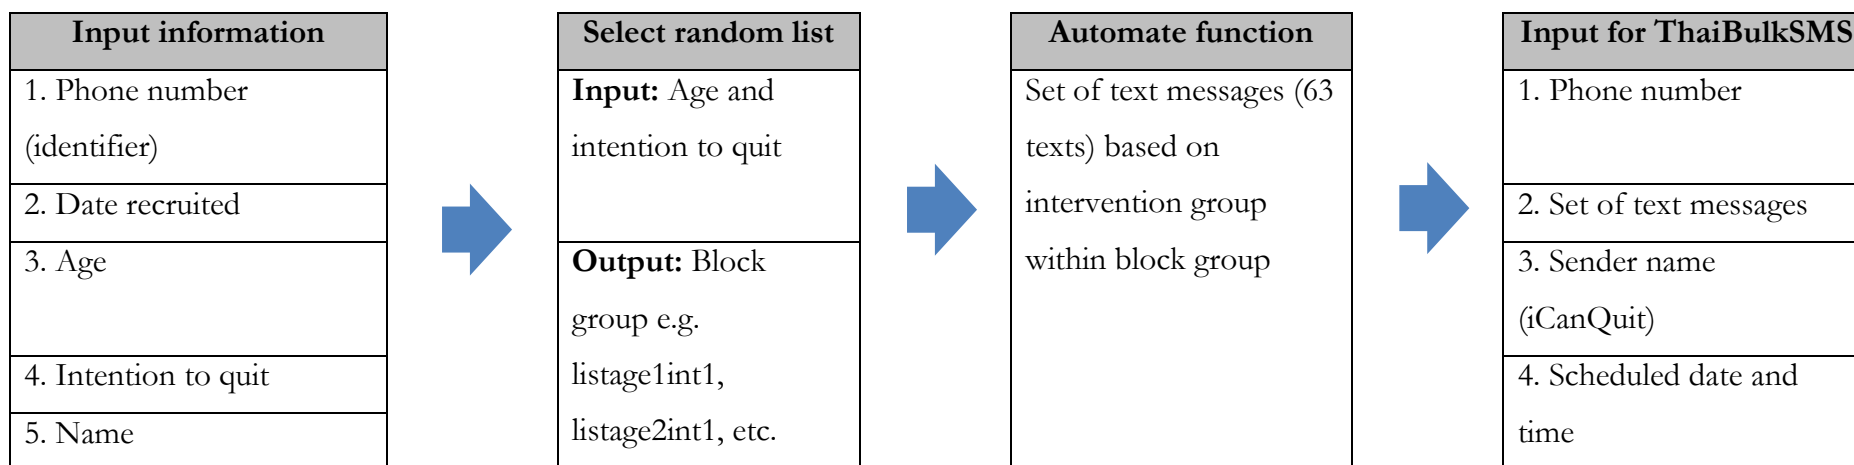 Input information
1. Phone number
(identifier)
2. Date recruited
3. Age
4. Intention to quit
5. Name
Select random list
Input: Age and
intention to quit
Output: Block
group e.g.
listage1int1,
listage2int1, etc.
Automate function
Set of text messages (63
texts) based on
intervention group
within block group
Input for ThaiBulkSMS
1. Phone number
2. Set of text messages
3. Sender name
(iCanQuit)
4. Scheduled date and
time